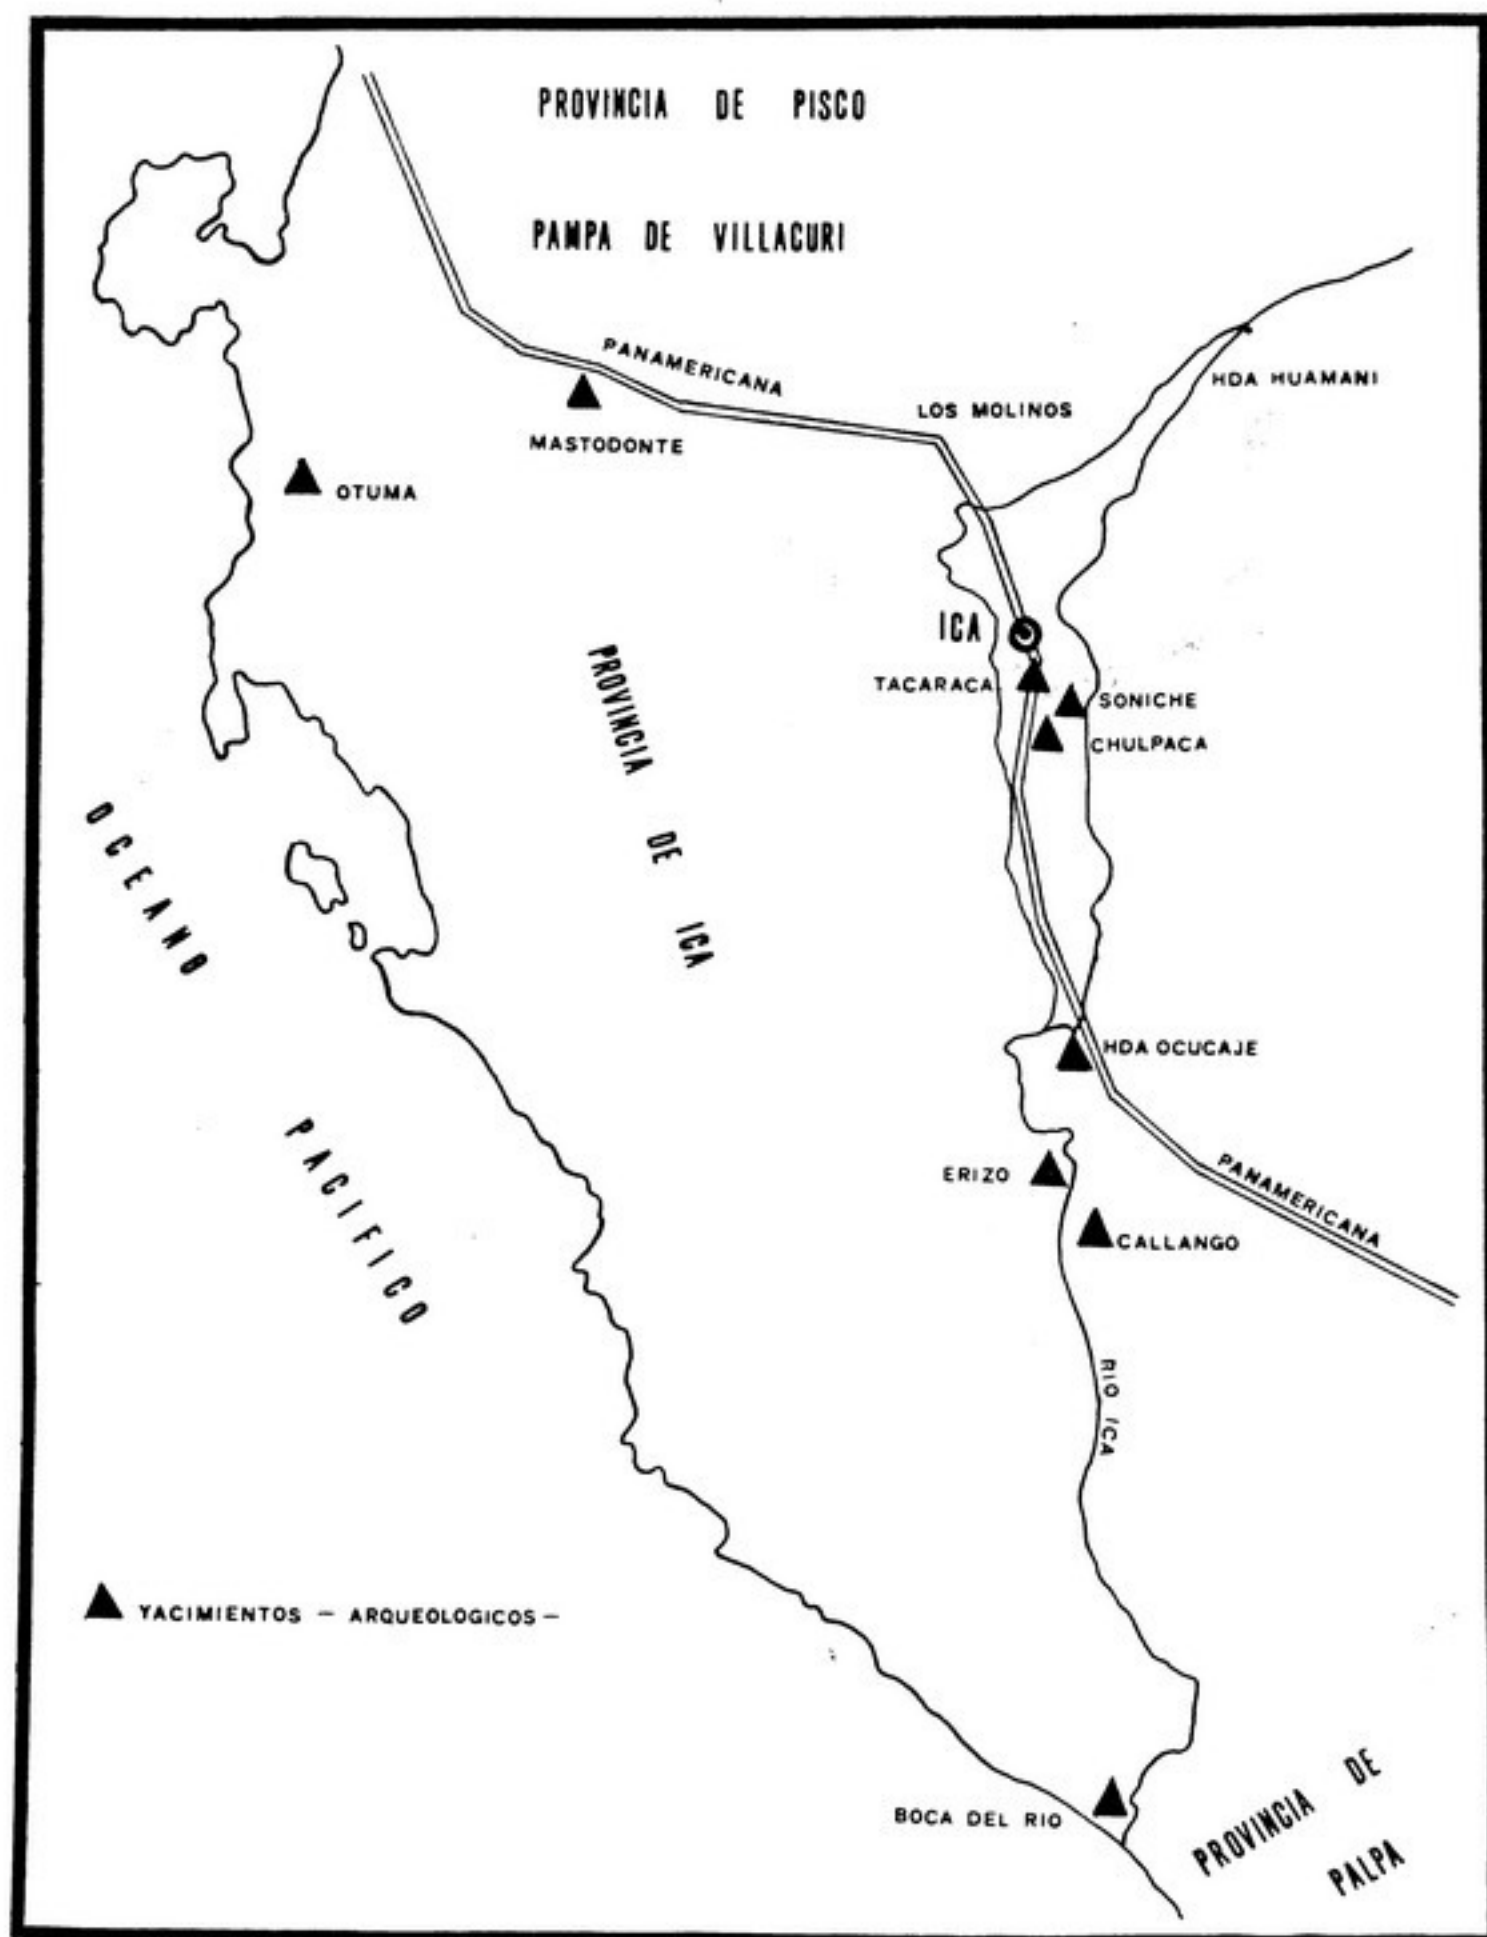 PROVINCIA DE PISCO
PAMPA DE VILLACURI
PANAMERICANA
HDA HUAMANI
LOS MOLINOS
MASTODONTE
OTUMA
ICA
TACARACA
SONICHE
CHULPACA
PROVINCIA DE ICA
OCEANO
PACIFICO
HDA OCUCAJE
ERIZO
PANAMERICANA
CALLANGO
RIO ICA
YACIMIENTOS - ARQUEOLOGICOS -
BOCA DEL RIO
PROVINCIA DE
PALPA